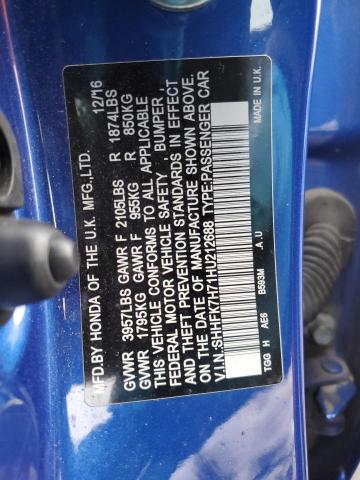 MFD.BY HONDA OF THE U.K. MFG.,LTD. 12/16
GVWR 3957LBS GAWR F 2105LBS R 1874LBS
GVWR 1795KG GAWR F 955KG R 850KG
THIS VEHICLE CONFORMS TO ALL APPLICABLE
FEDERAL MOTOR VEHICLE SAFETY, BUMPER, AND THEFT PREVENTION STANDARDS IN EFFECT
ON THE DATE OF MANUFACTURE SHOWN ABOVE.
V.I.N.:SHHFK7H71HU212688 TYPE:PASSENGER CAR
TGG H AE6 B593M .A U
MADE IN U.K.